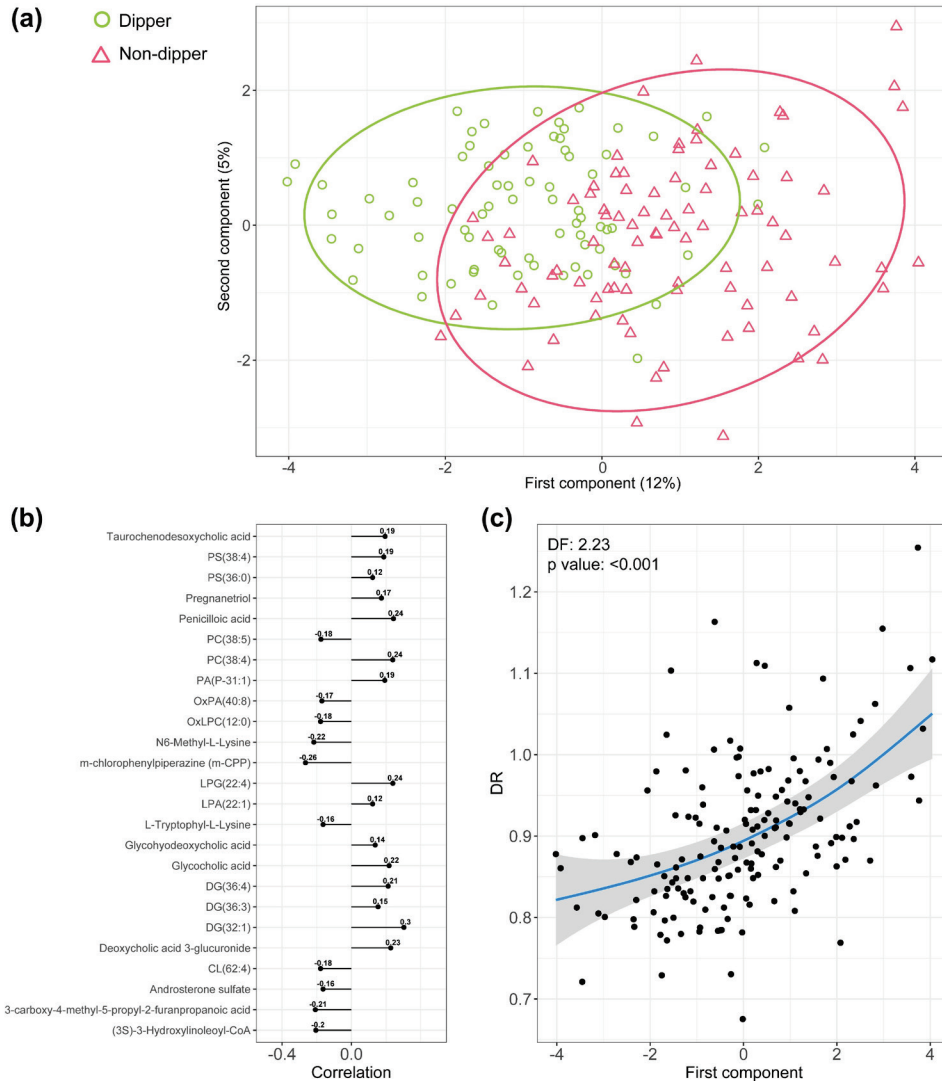 (a)
Dipper
Non-dipper
Second component (5%)
2
0
-2
-4
-2
0
2
4
First component (12%)
(b)
Taurochenodesoxycholic acid
0.19
PS(38:4)
0.19
PS(36:0)
0.12
Pregnanetriol
0.17
Penicilloic acid
0.24
PC(38:5)
-0.18
PC(38:4)
0.24
PA(P-31:1)
0.19
OxPA(40:8)
-0.17
OxLPC(12:0)
-0.18
N6-Methyl-L-Lysine
-0.22
m-chlorophenylpiperazine (m-CPP)
-0.26
LPG(22:4)
0.24
LPA(22:1)
0.12
L-Tryptophyl-L-Lysine
-0.16
Glycohyodeoxycholic acid
0.14
Glycocholic acid
0.22
DG(36:4)
0.21
DG(36:3)
0.15
DG(32:1)
0.3
Deoxycholic acid 3-glucuronide
0.23
CL(62:4)
-0.18
Androsterone sulfate
-0.16
3-carboxy-4-methyl-5-propyl-2-furanpropanoic acid
-0.21
(3S)-3-Hydroxylinoleoyl-CoA
-0.2
-0.4
0.0
Correlation
(c)
DF: 2.23
p value: <0.001
DR
1.2
1.1
1.0
0.9
0.8
0.7
-4
-2
0
2
4
First component